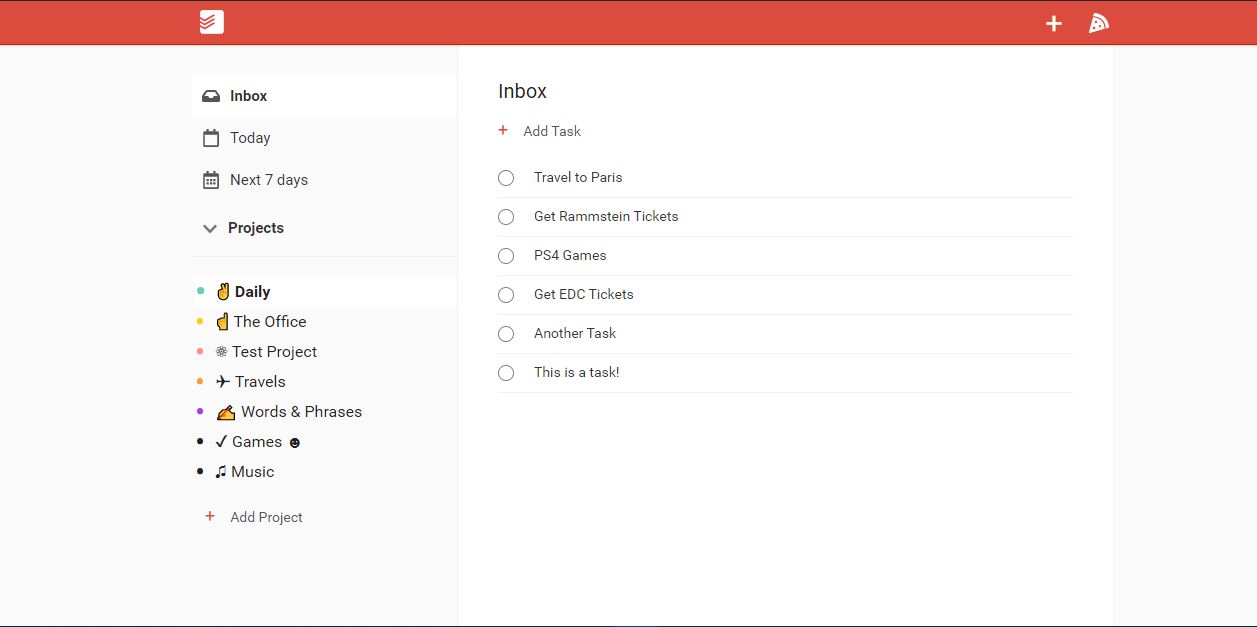 Inbox
Today
Next 7 days
Projects
✌ Daily
☝ The Office
⚛ Test Project
✈ Travels
✍ Words & Phrases
✓ Games ☻
♫ Music
+ Add Project
Inbox
+ Add Task
Travel to Paris
Get Rammstein Tickets
PS4 Games
Get EDC Tickets
Another Task
This is a task!